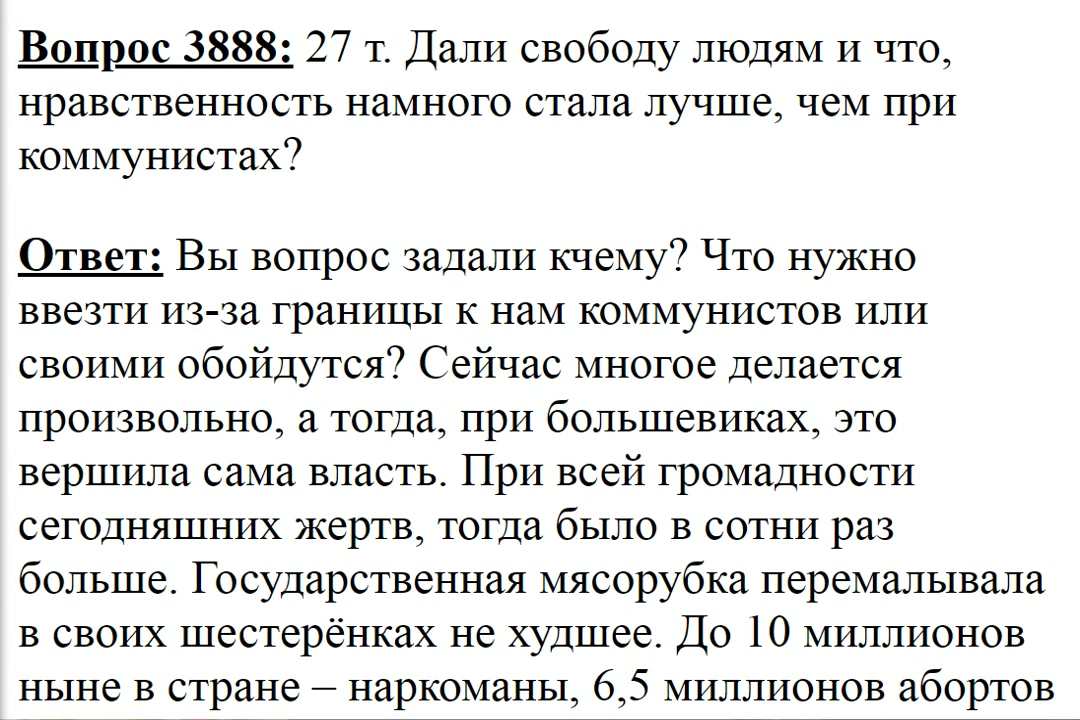 Вопрос 3888: 27 т. Дали свободу людям и что,
нравственность намного стала лучше, чем при
коммунистах?
Ответ: Вы вопрос задали кчему? Что нужно
ввезти из-за границы к нам коммунистов или
своими обойдутся? Сейчас многое делается
произвольно, а тогда, при большевиках, это
вершила сама власть. При всей громадности
сегодняшних жертв, тогда было в сотни раз
больше. Государственная мясорубка перемалывала
в своих шестерёнках не худшее. До 10 миллионов
ныне в стране – наркоманы, 6,5 миллионов абортов